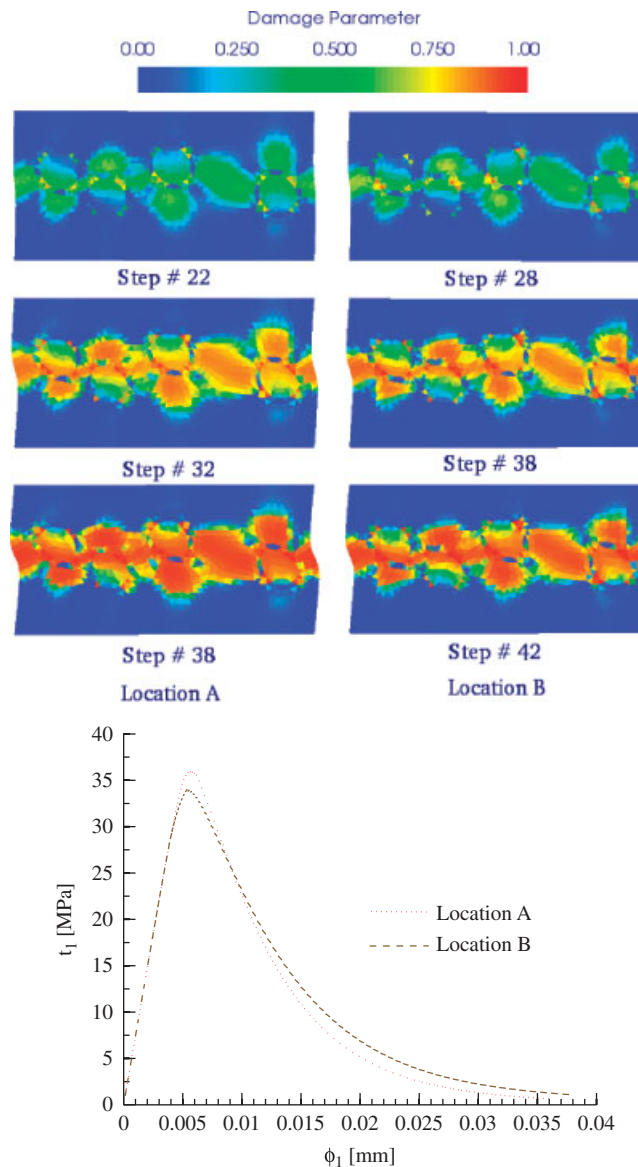 Damage Parameter
0.00 0.250 0.500 0.750 1.00
Step # 22
Step # 28
Step # 32
Step # 38
Step # 38
Step # 42
Location A
Location B
40
35
30
25
20
15
10
5
0
t1 [MPa]
Location A
Location B
0 0.005 0.01 0.015 0.02 0.025 0.03 0.035 0.04
ϕ1 [mm]